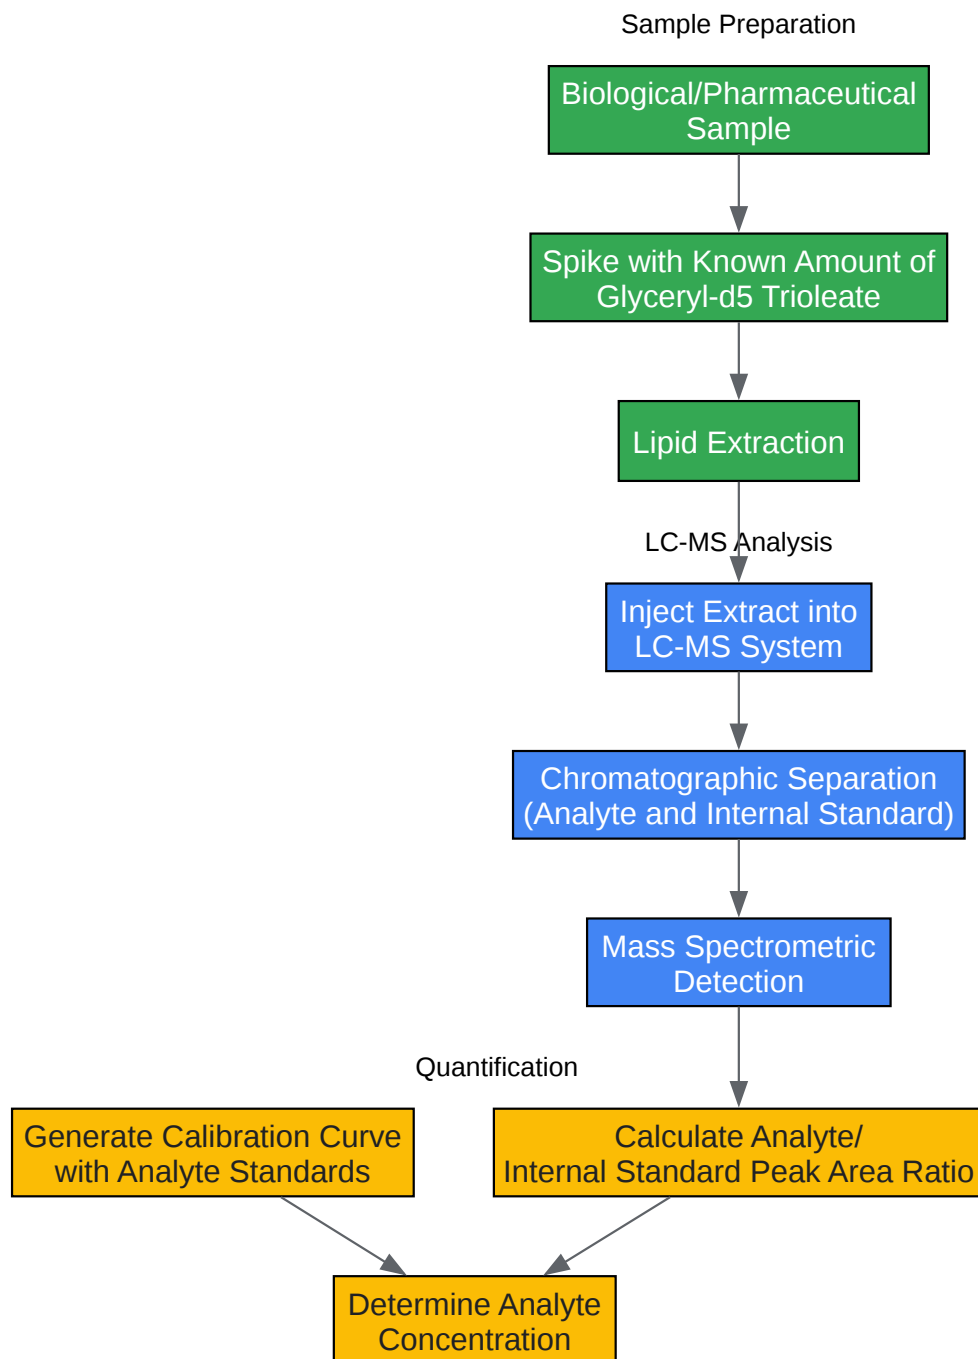 Sample Preparation
Biological/Pharmaceutical
Sample
Spike with Known Amount of
Glyceryl-d5 Trioleate
Lipid Extraction
LC-MS Analysis
Inject Extract into
LC-MS System
Chromatographic Separation
(Analyte and Internal Standard)
Mass Spectrometric
Detection
Quantification
Generate Calibration Curve
with Analyte Standards
Calculate Analyte/
Internal Standard Peak Area Ratio
Determine Analyte
Concentration